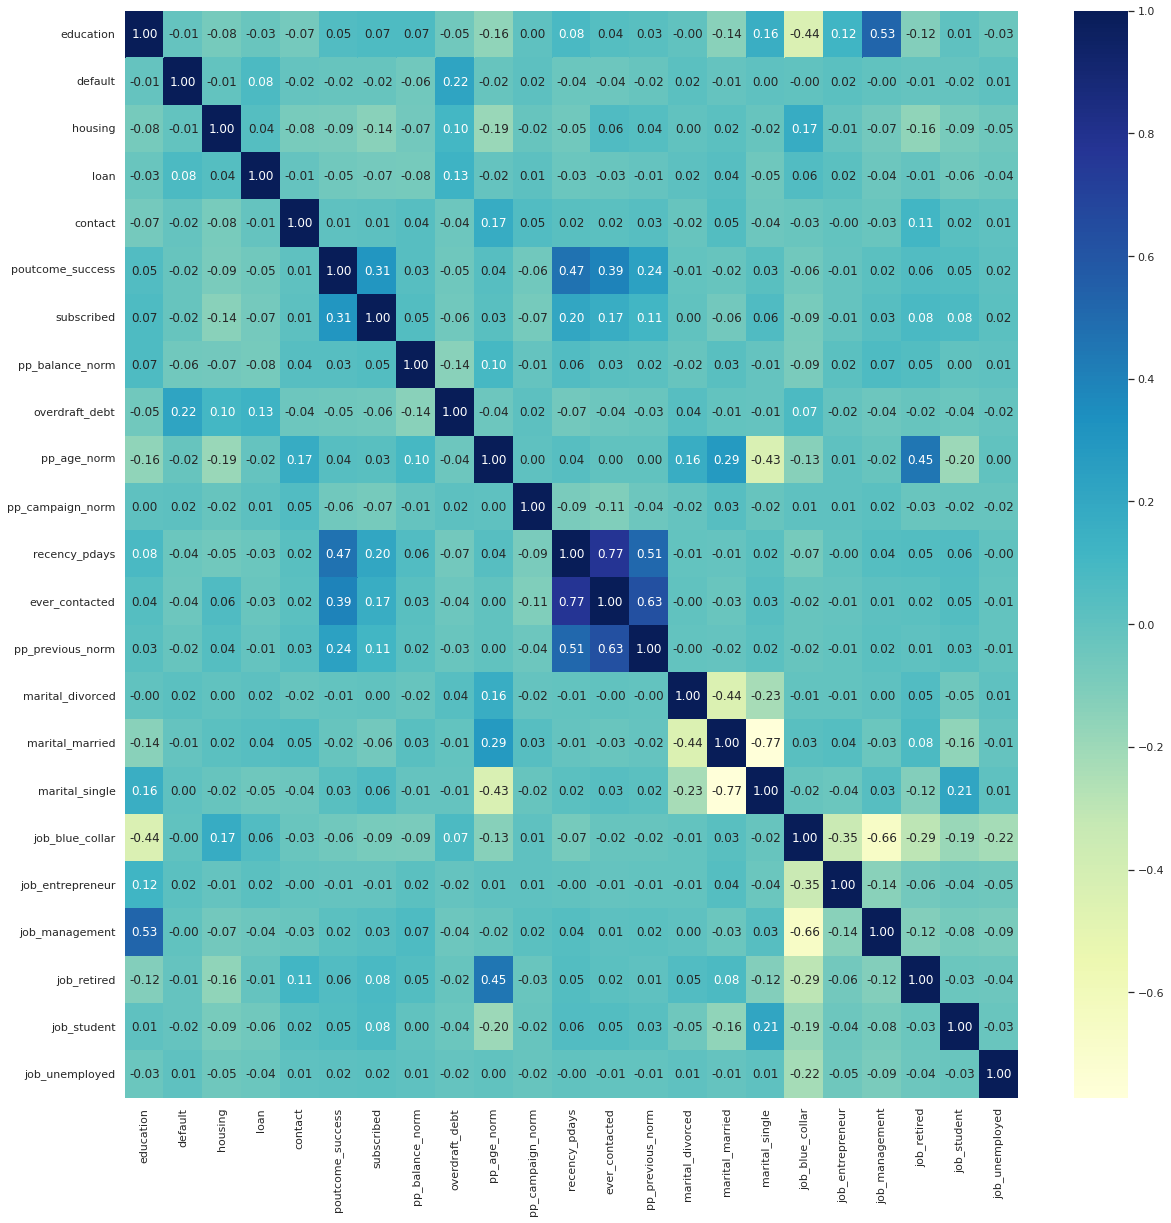 education 1.00 -0.01 -0.08 -0.03 -0.07 0.05 0.07 0.07 -0.05 -0.16 0.00 0.08 0.04 0.03 -0.00 -0.14 0.16 -0.44 0.12 0.53 -0.12 0.01 -0.03
default -0.01 1.00 -0.01 0.08 -0.02 -0.02 -0.02 -0.06 0.22 -0.02 0.02 -0.04 -0.04 -0.02 0.02 -0.01 0.00 -0.00 0.02 -0.00 -0.01 -0.02 0.01
housing -0.08 -0.01 1.00 0.04 -0.08 -0.09 -0.14 -0.07 0.10 -0.19 -0.02 -0.05 0.06 0.04 0.00 0.02 -0.02 0.17 -0.01 -0.07 -0.16 -0.09 -0.05
loan -0.03 0.08 0.04 1.00 -0.01 -0.05 -0.07 -0.08 0.13 -0.02 0.01 -0.03 -0.03 -0.01 0.02 0.04 -0.05 0.06 0.02 -0.04 -0.01 -0.06 -0.04
contact -0.07 -0.02 -0.08 -0.01 1.00 0.01 0.01 0.04 -0.04 0.17 0.05 0.02 0.02 0.03 -0.02 0.05 -0.04 -0.03 -0.00 -0.03 0.11 0.02 0.01
poutcome_success 0.05 -0.02 -0.09 -0.05 0.01 1.00 0.31 0.03 -0.05 0.04 -0.06 0.47 0.39 0.24 -0.01 -0.02 0.03 -0.06 -0.01 0.02 0.06 0.05 0.02
subscribed 0.07 -0.02 -0.14 -0.07 0.01 0.31 1.00 0.05 -0.06 0.03 -0.07 0.20 0.17 0.11 0.00 -0.06 0.06 -0.09 -0.01 0.03 0.08 0.08 0.02
pp_balance_norm 0.07 -0.06 -0.07 -0.08 0.04 0.03 0.05 1.00 -0.14 0.10 -0.01 0.06 0.03 0.02 -0.02 0.03 -0.01 -0.09 0.02 0.07 0.05 0.00 0.01
overdraft_debt -0.05 0.22 0.10 0.13 -0.04 -0.05 -0.06 -0.14 1.00 -0.04 0.02 -0.07 -0.04 -0.03 0.04 -0.01 -0.01 0.07 -0.02 -0.04 -0.02 -0.04 -0.02
pp_age_norm -0.16 -0.02 -0.19 -0.02 0.17 0.04 0.03 0.10 -0.04 1.00 0.00 0.04 0.00 0.00 0.16 0.29 -0.43 -0.13 0.01 -0.02 0.45 -0.20 0.00
pp_campaign_norm 0.00 0.02 -0.02 0.01 0.05 -0.06 -0.07 -0.01 0.02 0.00 1.00 -0.09 -0.11 -0.04 -0.02 0.03 -0.02 0.01 0.01 0.02 -0.03 -0.02 -0.02
recency_pdays 0.08 -0.04 -0.05 -0.03 0.02 0.47 0.20 0.06 -0.07 0.04 -0.09 1.00 0.77 0.51 -0.01 -0.01 0.02 -0.07 -0.00 0.04 0.05 0.06 -0.00
ever_contacted 0.04 -0.04 0.06 -0.03 0.02 0.39 0.17 0.03 -0.04 0.00 -0.11 0.77 1.00 0.63 -0.00 -0.03 0.03 -0.02 -0.01 0.01 0.02 0.05 -0.01
pp_previous_norm 0.03 -0.02 0.04 -0.01 0.03 0.24 0.11 0.02 -0.03 0.00 -0.04 0.51 0.63 1.00 -0.00 -0.02 0.02 -0.02 -0.01 0.02 0.01 0.03 -0.01
marital_divorced -0.00 0.02 0.00 0.02 -0.02 -0.01 0.00 -0.02 0.04 0.16 -0.02 -0.01 -0.00 -0.00 1.00 -0.44 -0.23 -0.01 -0.01 0.00 0.05 -0.05 0.01
marital_married -0.14 -0.01 0.02 0.04 0.05 -0.02 -0.06 0.03 -0.01 0.29 0.03 -0.01 -0.03 -0.02 -0.44 1.00 -0.77 0.03 0.04 -0.03 0.08 -0.16 -0.01
marital_single 0.16 0.00 -0.02 -0.05 -0.04 0.03 0.06 -0.01 -0.01 -0.43 -0.02 0.02 0.03 0.02 -0.23 -0.77 1.00 -0.02 -0.04 0.03 -0.12 0.21 0.01
job_blue_collar -0.44 -0.00 0.17 0.06 -0.03 -0.06 -0.09 -0.09 0.07 -0.13 0.01 -0.07 -0.02 -0.02 -0.01 0.03 -0.02 1.00 -0.35 -0.66 -0.29 -0.19 -0.22
job_entrepreneur 0.12 0.02 -0.01 0.02 -0.00 -0.01 -0.01 0.02 -0.02 0.01 0.01 -0.00 -0.01 -0.01 -0.01 0.04 -0.04 -0.35 1.00 -0.14 -0.06 -0.04 -0.05
job_management 0.53 -0.00 -0.07 -0.04 -0.03 0.02 0.03 0.07 -0.04 -0.02 0.02 0.04 0.01 0.02 0.00 -0.03 0.03 -0.66 -0.14 1.00 -0.12 -0.08 -0.09
job_retired -0.12 -0.01 -0.16 -0.01 0.11 0.06 0.08 0.05 -0.02 0.45 -0.03 0.05 0.02 0.01 0.05 0.08 -0.12 -0.29 -0.06 -0.12 1.00 -0.03 -0.04
job_student 0.01 -0.02 -0.09 -0.06 0.02 0.05 0.08 0.00 -0.04 -0.20 -0.02 0.06 0.05 0.03 -0.05 -0.16 0.21 -0.19 -0.04 -0.08 -0.03 1.00 -0.03
job_unemployed -0.03 0.01 -0.05 -0.04 0.01 0.02 0.02 0.01 -0.02 0.00 -0.02 -0.00 -0.01 -0.01 0.01 -0.01 0.01 -0.22 -0.05 -0.09 -0.04 -0.03 1.00
education
default
housing
loan
contact
poutcome_success
subscribed
pp_balance_norm
overdraft_debt
pp_age_norm
pp_campaign_norm
recency_pdays
ever_contacted
pp_previous_norm
marital_divorced
marital_married
marital_single
job_blue_collar
job_entrepreneur
job_management
job_retired
job_student
job_unemployed
1.0
0.8
0.6
0.4
0.2
0.0
−0.2
−0.4
−0.6